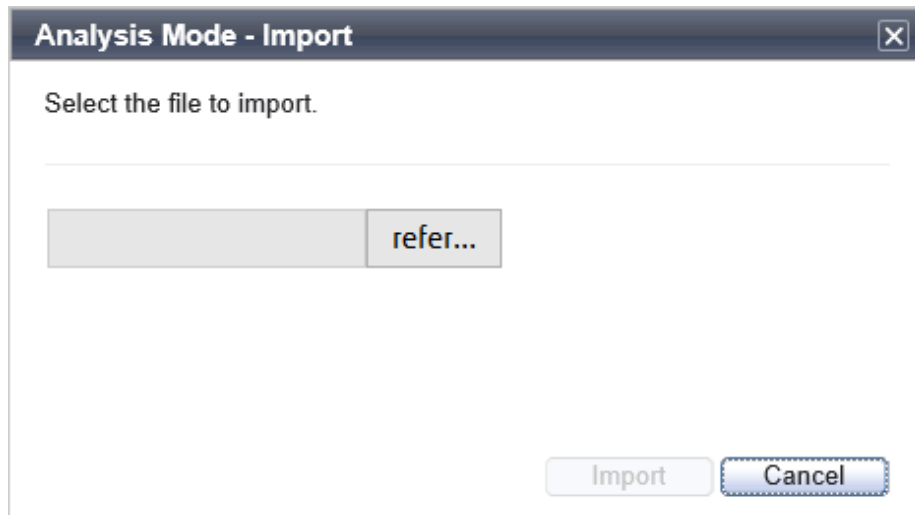 Analysis Mode - Import
Select the file to import.
refer...
Import Cancel